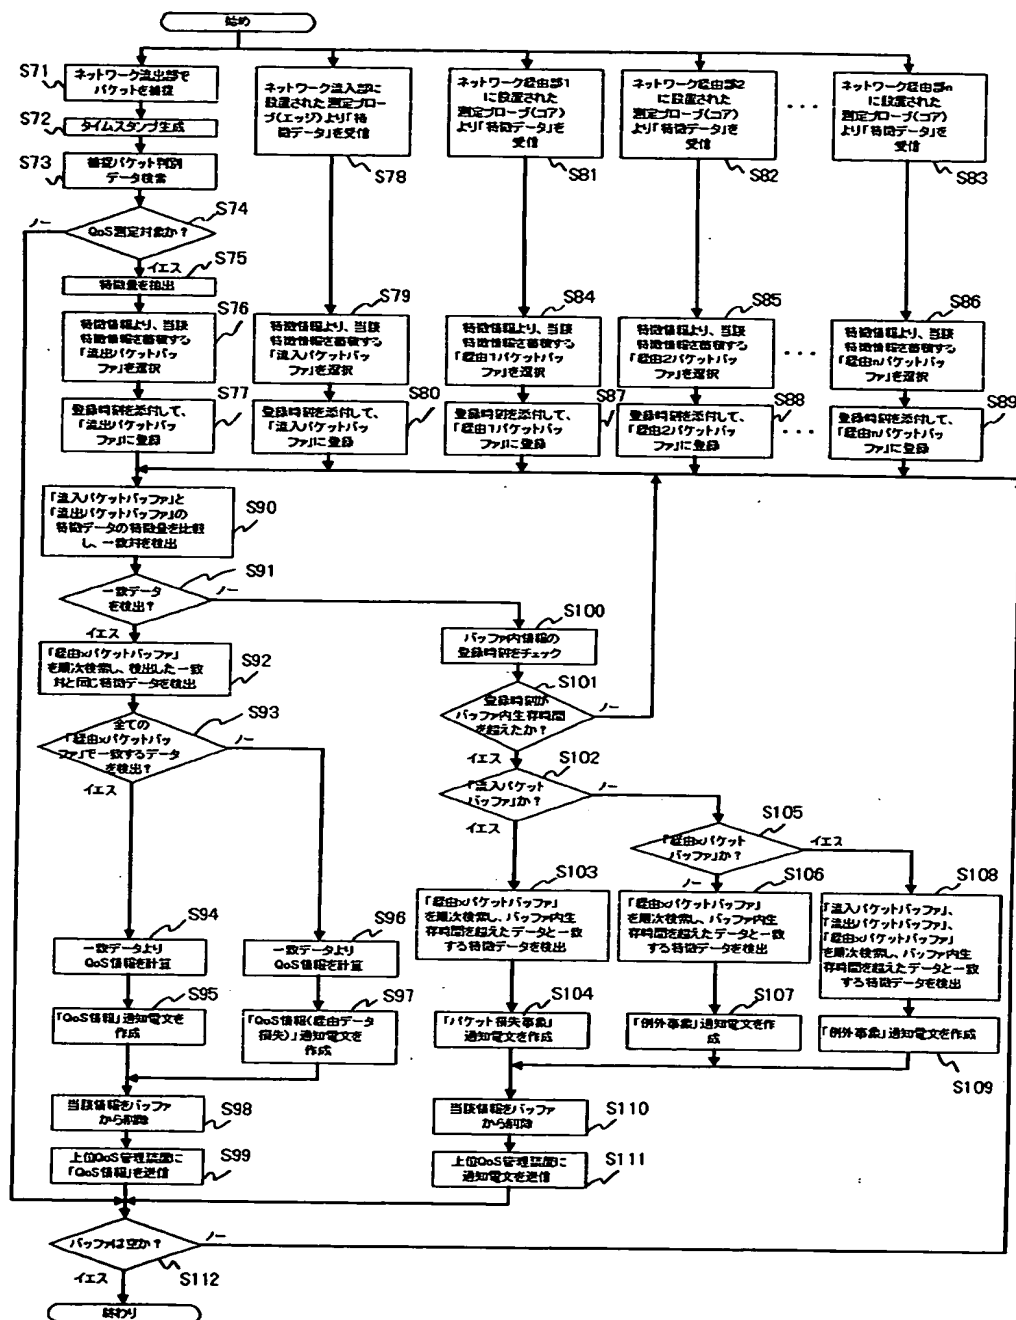 始め
S71
ネットワーク流出部で
パケットを捕捉
S72
タイムスタンプ生成
S73
捕捉パケット判別
データ検索
S74
QoS測定対象か?
ノー
イエス
S75
特徴量を抽出
S76
特徴情報より、当該
特徴情報を蓄積する
「流出パケットバッ
ファ」を選択
S77
登録時刻を添付して、
「流出パケットバッ
ファ」に登録
ネットワーク流入部に
設置された測定プロー
ブ(エッジ)より「特
徴データ」を受信
S78
S79
特徴情報より、当該
特徴情報を蓄積する
「流入パケットバッ
ファ」を選択
S80
登録時刻を添付して、
「流入パケットバッ
ファ」に登録
ネットワーク経由部1
に設置された
測定プローブ(コア)
より「特徴データ」を
受信
S81
S84
特徴情報より、当該
特徴情報を蓄積する
「経由1パケットバッ
ファ」を選択
S87
登録時刻を添付して、
「経由1パケットバッ
ファ」に登録
ネットワーク経由部2
に設置された
測定プローブ(コア)
より「特徴データ」を
受信
S82
S85
特徴情報より、当該
特徴情報を蓄積する
「経由2パケットバッ
ファ」を選択
S88
登録時刻を添付して、
「経由2パケットバッ
ファ」に登録
ネットワーク経由部n
に設置された
測定プローブ(コア)
より「特徴データ」を
受信
S83
S86
特徴情報より、当該
特徴情報を蓄積する
「経由nパケットバッ
ファ」を選択
S89
登録時刻を添付して、
「経由nパケットバッ
ファ」に登録
S90
「流入パケットバッファ」と
「流出パケットバッファ」の
特徴データの特徴量を比較
し、一致対を検出
S91
一致データ
を検出?
ノー
イエス
S92
「経由xパケットバッファ」
を順次検索し、検出した一致
対と同じ特徴データを検出
S93
全ての
「経由xパケットバッ
ファ」で一致するデータ
を検出?
ノー
イエス
S94
一致データより
QoS情報を計算
S95
「QoS情報」通知電文を
作成
S96
一致データより
QoS情報を計算
S97
「QoS情報(経由データ
損失)」通知電文を
作成
S98
当該情報をバッファ
から削除
S99
上位QoS管理装置に
「QoS情報」を送信
S100
バッファ内情報の
登録時刻をチェック
S101
登録時刻が
バッファ内生存時間
を超えたか?
ノー
イエス
S102
「流入パケット
バッファ」か?
ノー
イエス
S103
「経由xパケットバッファ」
を順次検索し、バッファ内生
存時間を超えたデータと一致
する特徴データを検出
S104
「パケット損失事象」
通知電文を作成
S105
「経由xパケット
バッファ」か?
イエス
ノー
S106
「経由xパケットバッファ」
を順次検索し、バッファ内生
存時間を超えたデータと一致
する特徴データを検出
S107
「例外事象」通知電文を作
成
S108
「流入パケットバッファ」、
「流出パケットバッファ」、
「経由xパケットバッファ」
を順次検索し、バッファ内生
存時間を超えたデータと一致
する特徴データを検出
「例外事象」通知電文を作成
S109
S110
当該情報をバッファ
から削除
S111
上位QoS管理装置に
通知電文を送信
バッファは空か?
ノー
イエス
S112
終わり